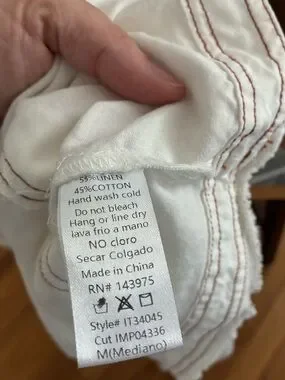 55%LINEN
45%COTTON
Hand wash cold
Do not bleach
Hang or line dry
lava frio a mano
NO cloro
Secar Colgado
Made in China
RN# 143975
Style# IT34045
Cut IMP04336
M(Mediano)